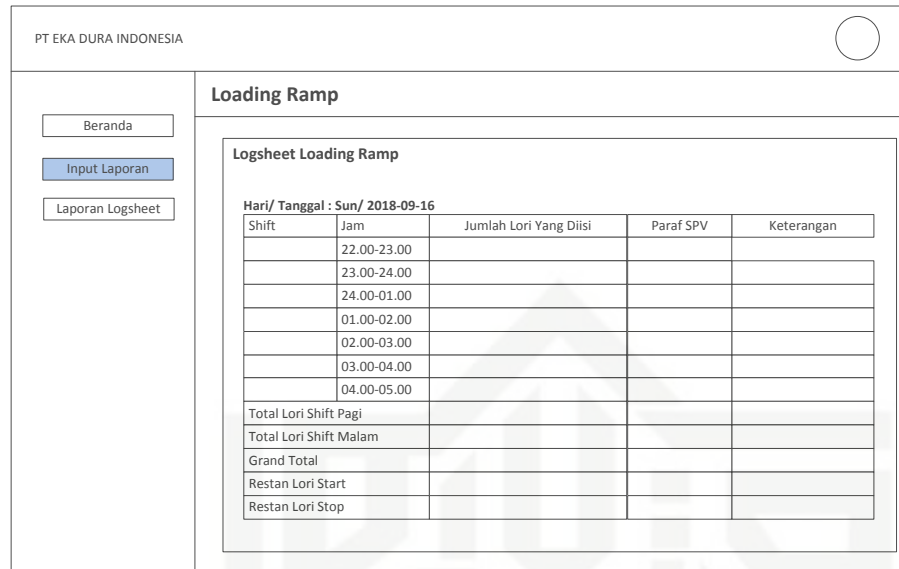 PT EKA DURA INDONESIA
Loading Ramp
Beranda
Input Laporan
Laporan Logsheet
Logsheet Loading Ramp
Hari/ Tanggal : Sun/ 2018-09-16
Shift Jam Jumlah Lori Yang Diisi Paraf SPV Keterangan
22.00-23.00
23.00-24.00
24.00-01.00
01.00-02.00
02.00-03.00
03.00-04.00
04.00-05.00
Total Lori Shift Pagi
Total Lori Shift Malam
Grand Total
Restan Lori Start
Restan Lori Stop